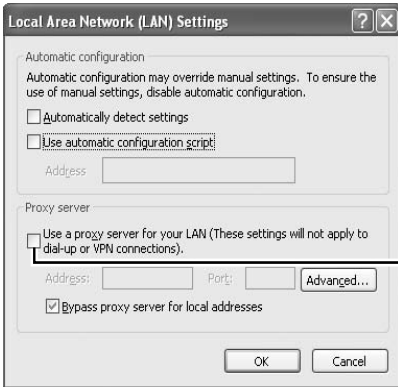 Local Area Network (LAN) Settings
Automatic configuration
Automatic configuration may override manual settings. To ensure the
use of manual settings, disable automatic configuration.
Automatically detect settings
Use automatic configuration script
Address
Proxy server
Use a proxy server for your LAN (These settings will not apply to
dial-up or VPN connections).
Address: Port: Advanced...
Bypass proxy server for local addresses
OK Cancel